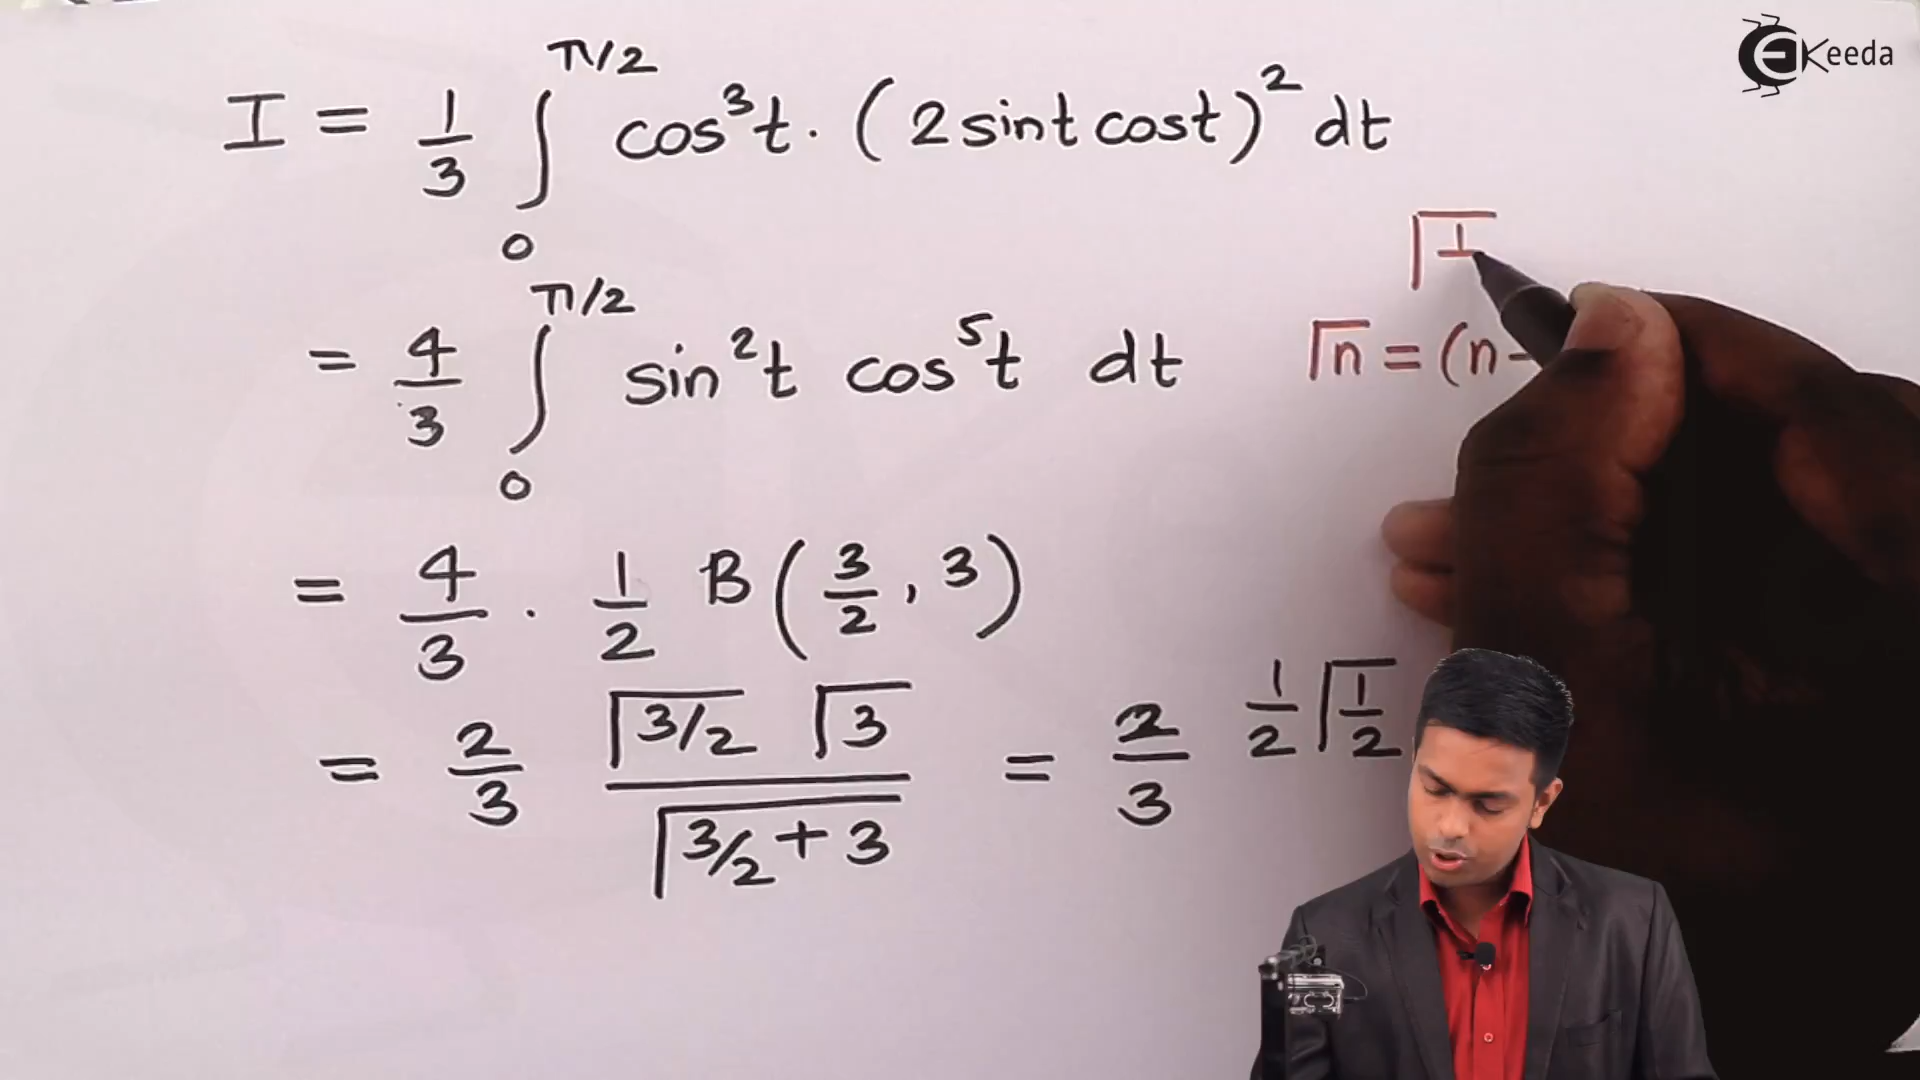 Keeda
I = 1/3 ∫₀^(π/2) cos³t · (2 sint cost)² dt
Γ1
= 4/3 ∫₀^(π/2) sin²t cos⁵t dt
Γn = (n-
= 4/3 · 1/2 B(3/2, 3)
= 2/3 Γ3/2 Γ3 / Γ3/2 + 3 = 2/3 1/2 Γ1/2